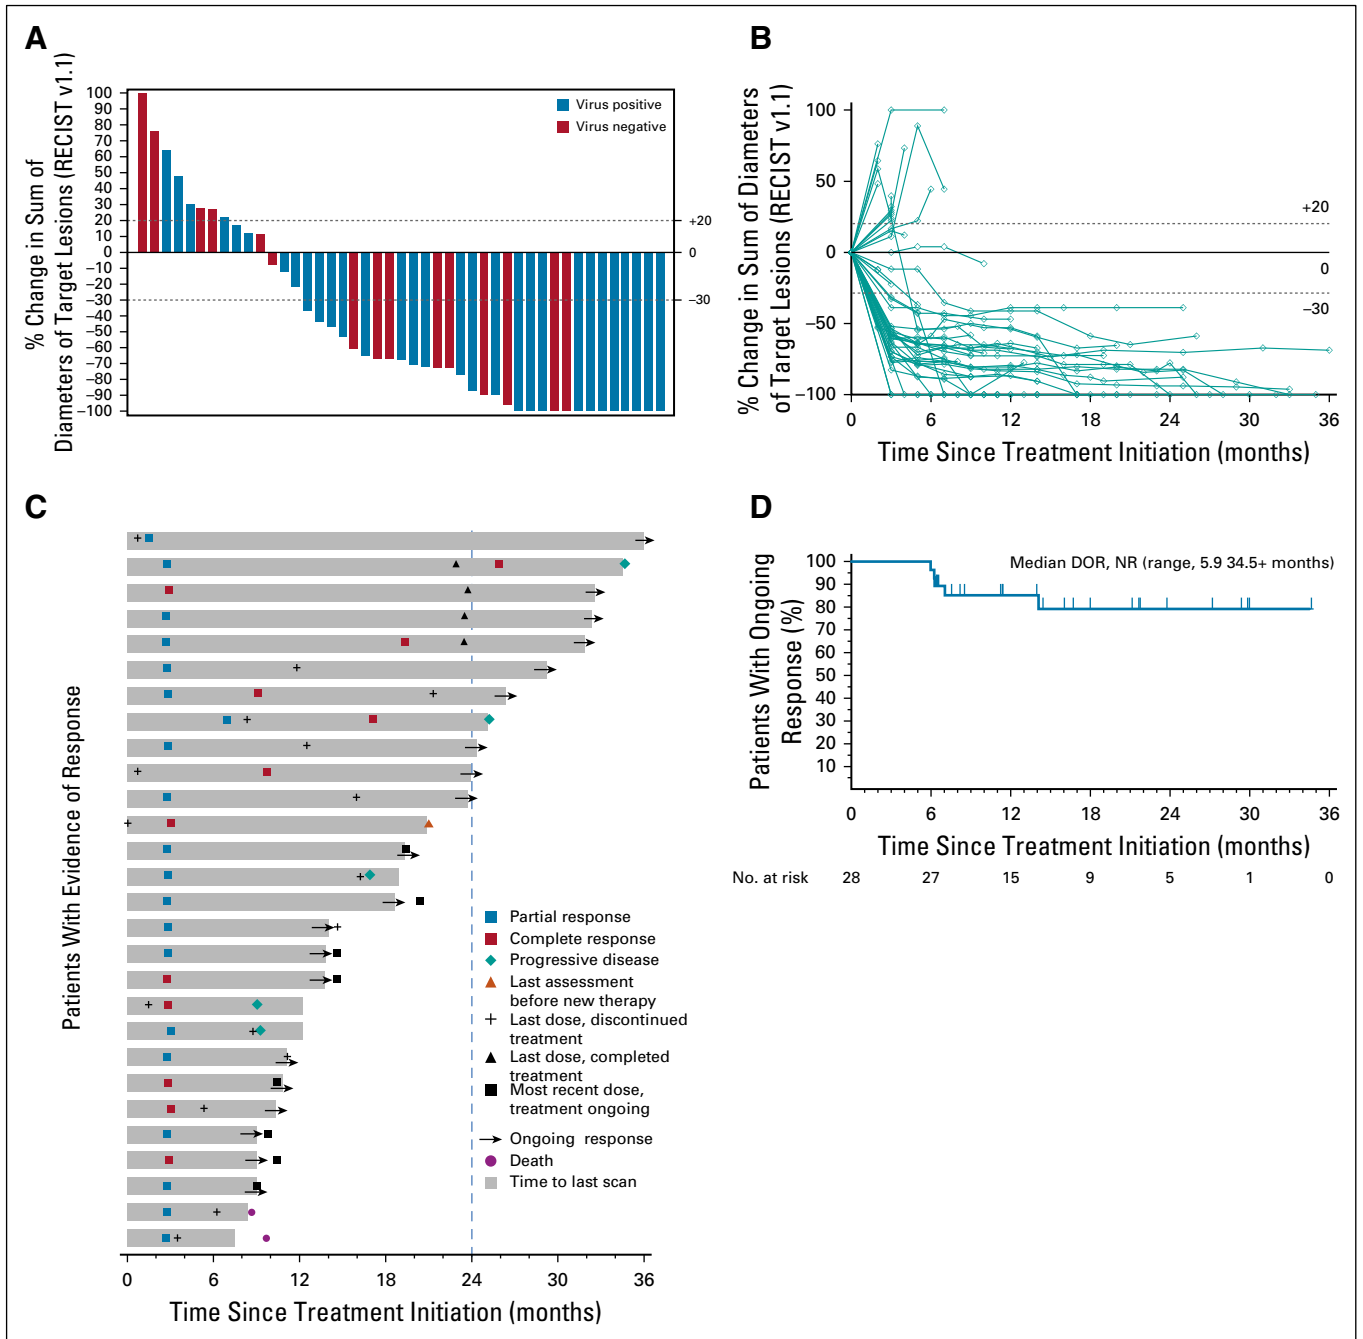 A
% Change in Sum of
Diameters of Target Lesions (RECIST v1.1)
100
90
80
70
60
50
40
30
20
10
0
−10
−20
−30
−40
−50
−60
−70
−80
−90
−100
Virus positive
Virus negative
+20
0
−30
B
% Change in Sum of Diameters
of Target Lesions (RECIST v1.1)
100
50
0
−50
−100
+20
0
−30
0
6
12
18
24
30
36
Time Since Treatment Initiation (months)
C
Patients With Evidence of Response
Partial response
Complete response
Progressive disease
Last assessment
before new therapy
Last dose, discontinued
treatment
Last dose, completed
treatment
Most recent dose,
treatment ongoing
Ongoing response
Death
Time to last scan
0
6
12
18
24
30
36
Time Since Treatment Initiation (months)
D
Patients With Ongoing
Response (%)
100
90
80
70
60
50
40
30
20
10
Median DOR, NR (range, 5.9 34.5+ months)
0
6
12
18
24
30
36
Time Since Treatment Initiation (months)
No. at risk 28 27 15 9 5 1 0